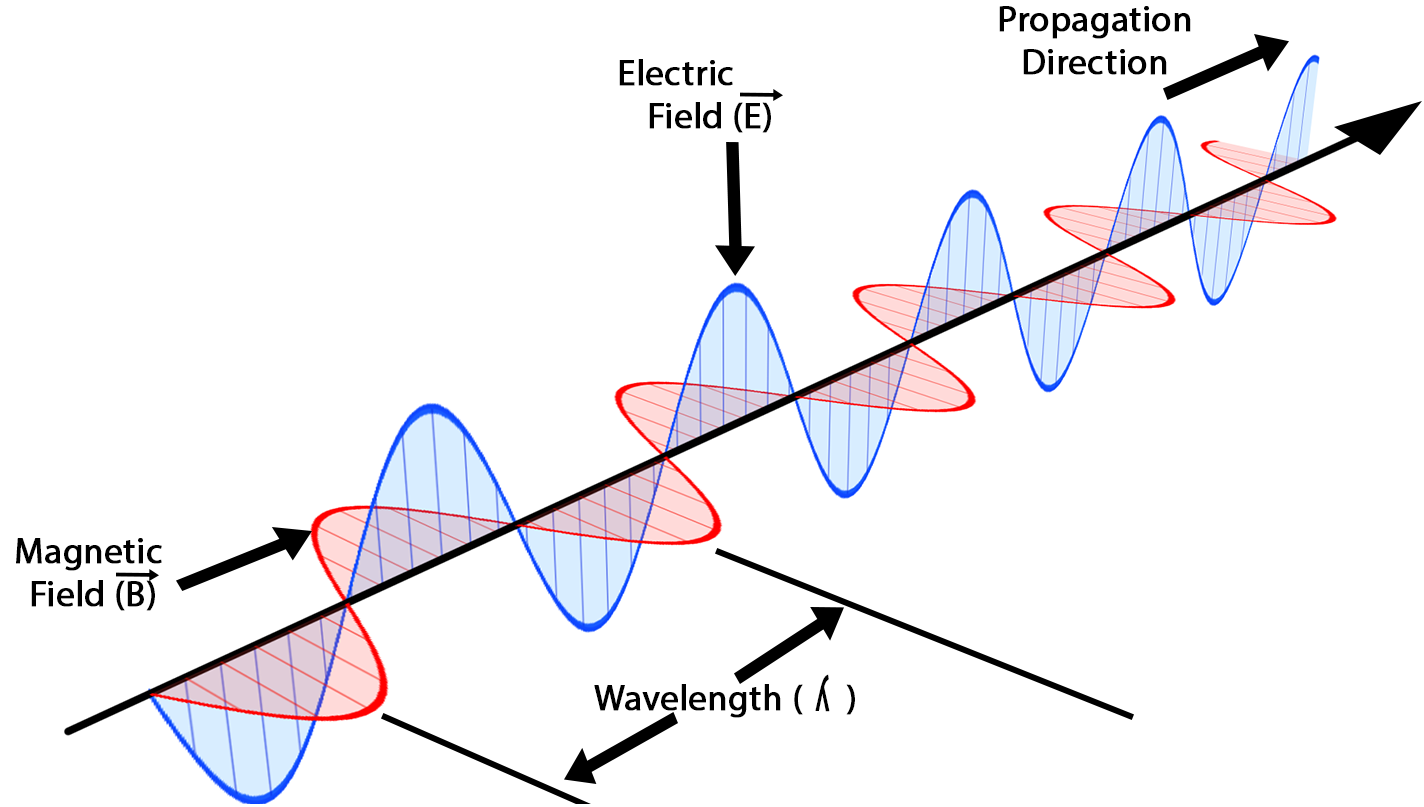 Propagation
Direction
Electric
Field (E)
Magnetic
Field (B)
Wavelength ( λ )